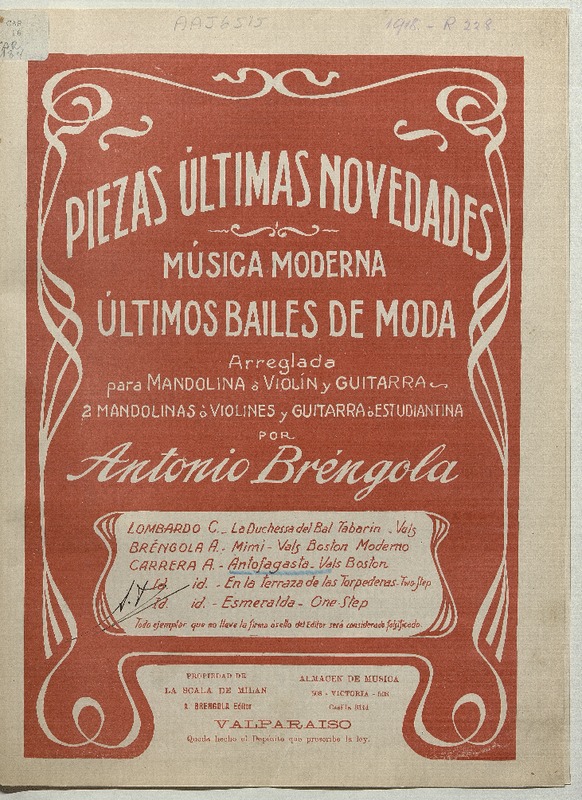 AAJ6515
1918 - R 228
PIEZAS ÚLTIMAS NOVEDADES
MÚSICA MODERNA
ÚLTIMOS BAILES DE MODA
Arreglada
para MANDOLINA ò VIOLÍN y GUITARRA
2 MANDOLINAS ò VIOLINES y GUITARRA ò ESTUDIANTINA
POR
Antonio Bréngola
LOMBARDO C. - La Duchessa del Bal Tabarin - Vals
BRÉNGOLA A. - Mimi - Vals Boston Moderno
CARRERA A. - Antofagasta - Vals Boston
Id. id. - En la Terraza de las Torpederas - Two-Step
Id. id. - Esmeralda - One-Step
Todo ejemplar que no lleve la firma ò sello del Editor será considerado falsificado.
PROPIEDAD DE
LA SCALA DE MILAN
A. BRENGOLA Editor
ALMACEN DE MUSICA
VICTORIA
Casilla
VALPARAISO
Queda hecho el Depósito que prescribe la ley.